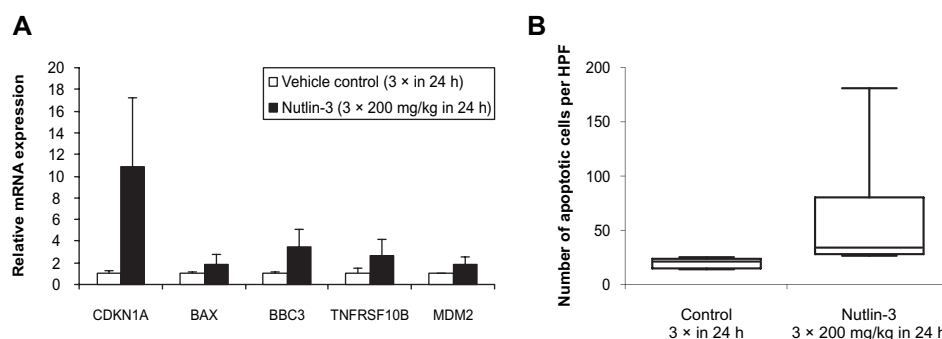 A
Relative mRNA expression
20
18
16
14
12
10
8
6
4
2
0
Vehicle control (3 × in 24 h)
Nutlin-3 (3 × 200 mg/kg in 24 h)
CDKN1A BAX BBC3 TNFRSF10B MDM2
B
Number of apoptotic cells per HPF
200
150
100
50
0
Control Nutlin-3
3 × in 24 h 3 × 200 mg/kg in 24 h